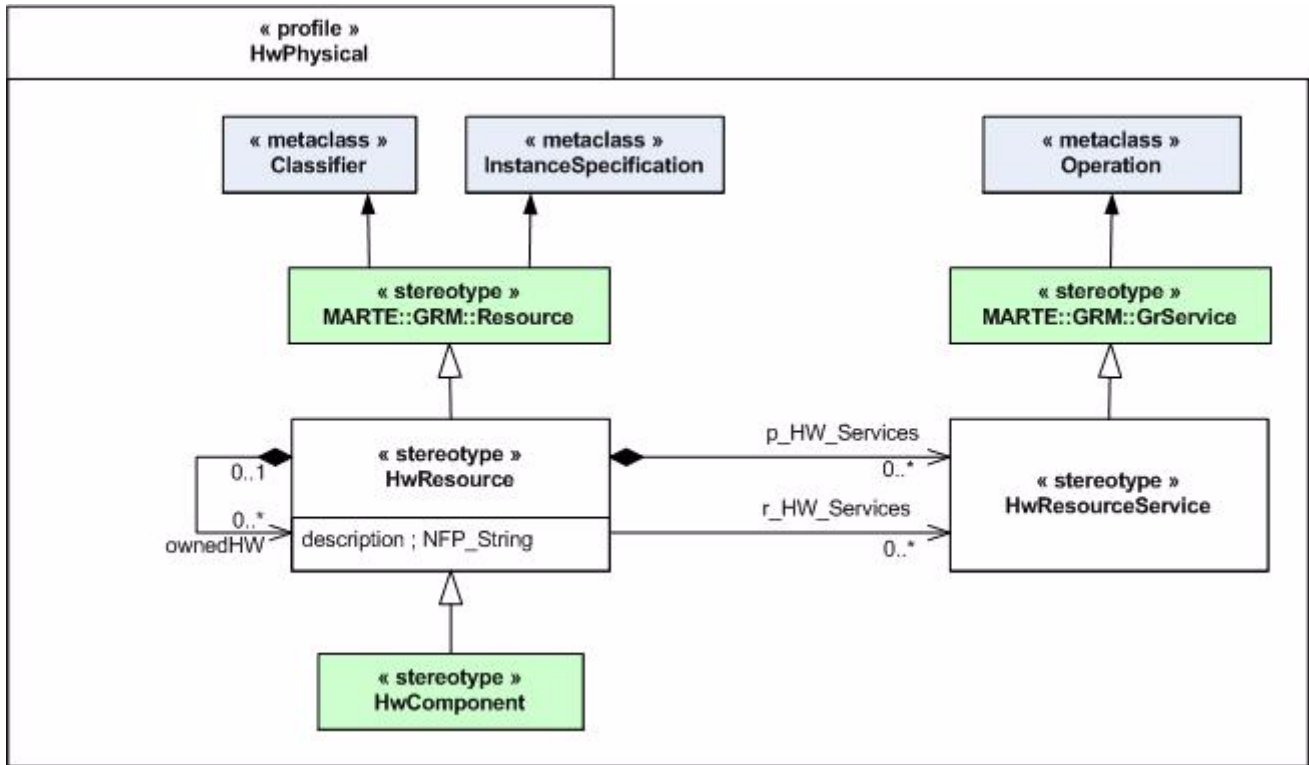 « profile »
HwPhysical
« metaclass »
Classifier
« metaclass »
InstanceSpecification
« metaclass »
Operation
« stereotype »
MARTE::GRM::Resource
« stereotype »
MARTE::GRM::GrService
« stereotype »
HwResource
description ; NFP_String
0..1
0..*
ownedHW
p_HW_Services
0..*
r_HW_Services
0..*
« stereotype »
HwResourceService
« stereotype »
HwComponent